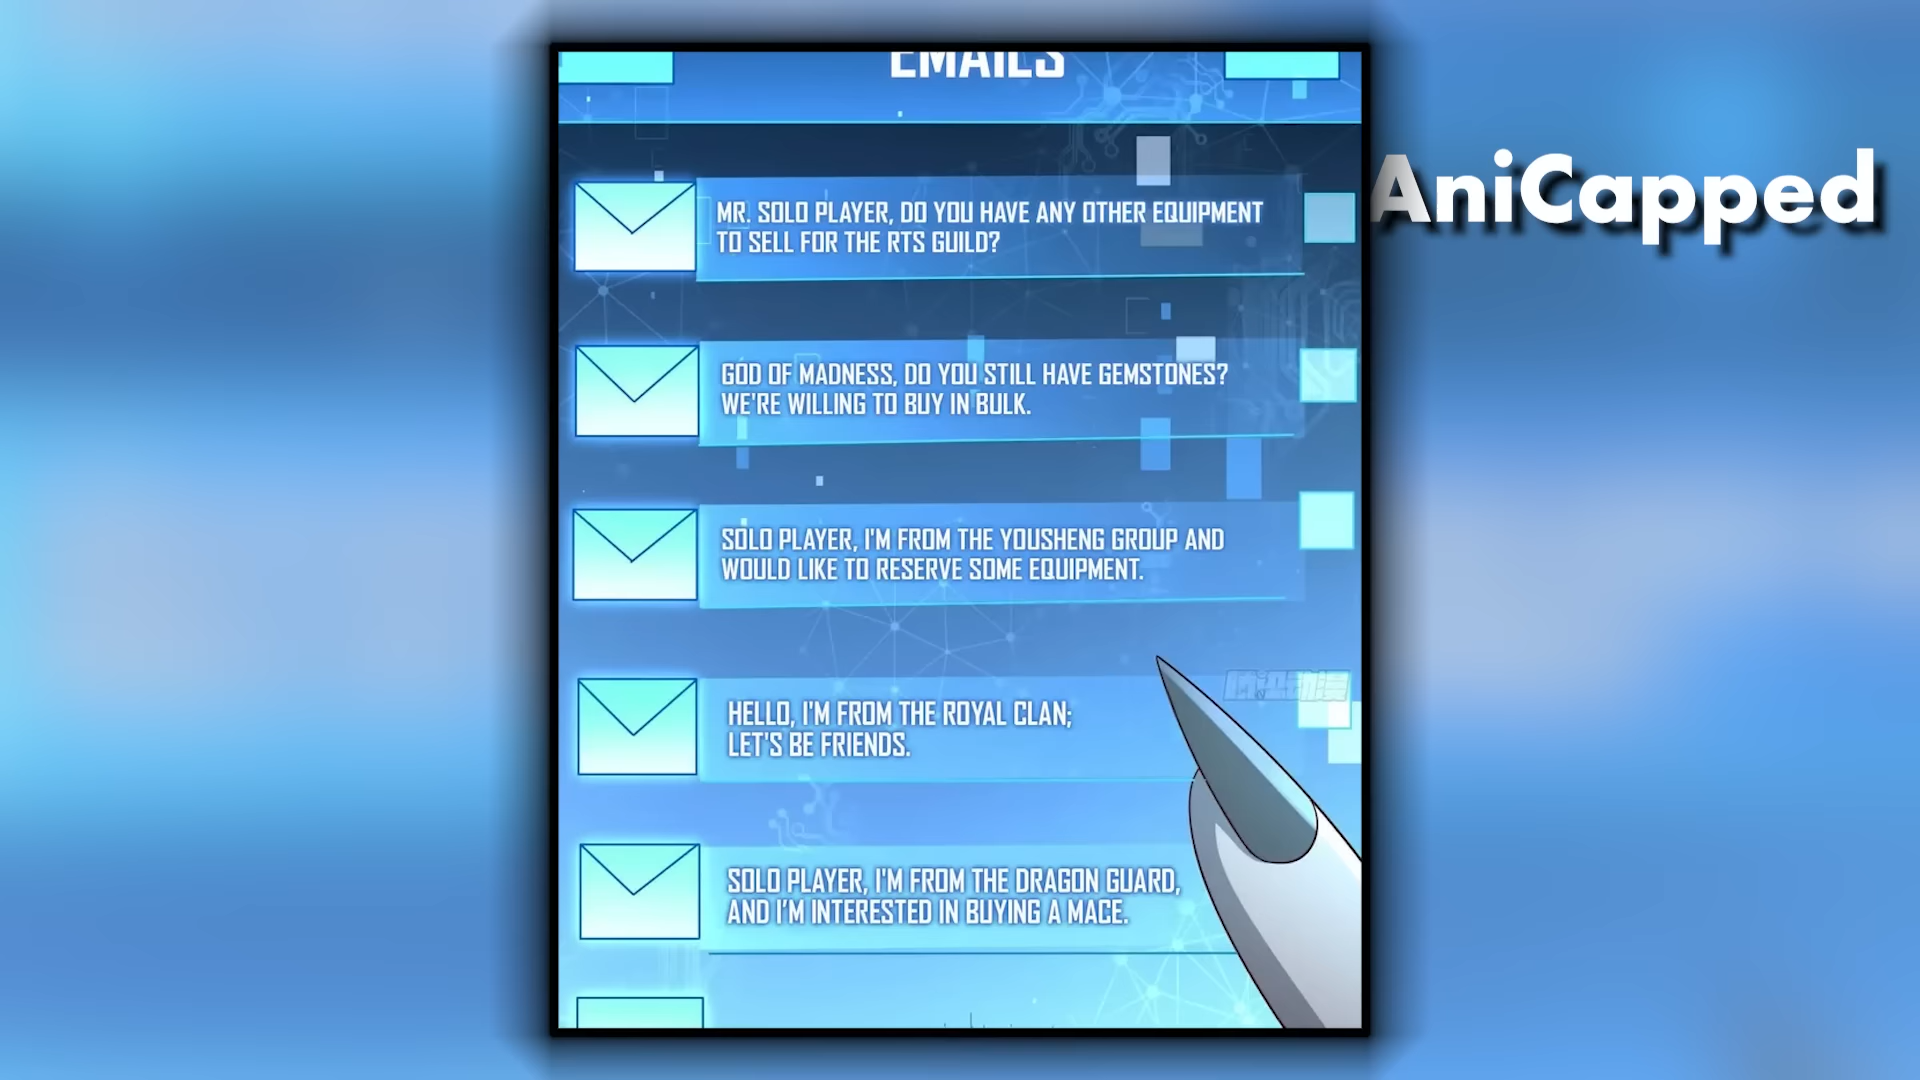 EMAILS
AniCapped
MR. SOLO PLAYER, DO YOU HAVE ANY OTHER EQUIPMENT
TO SELL FOR THE RTS GUILD?
GOD OF MADNESS, DO YOU STILL HAVE GEMSTONES?
WE'RE WILLING TO BUY IN BULK.
SOLO PLAYER, I'M FROM THE YOUSHENG GROUP AND
WOULD LIKE TO RESERVE SOME EQUIPMENT.
HELLO, I'M FROM THE ROYAL CLAN;
LET'S BE FRIENDS.
SOLO PLAYER, I'M FROM THE DRAGON GUARD,
AND I'M INTERESTED IN BUYING A MACE.